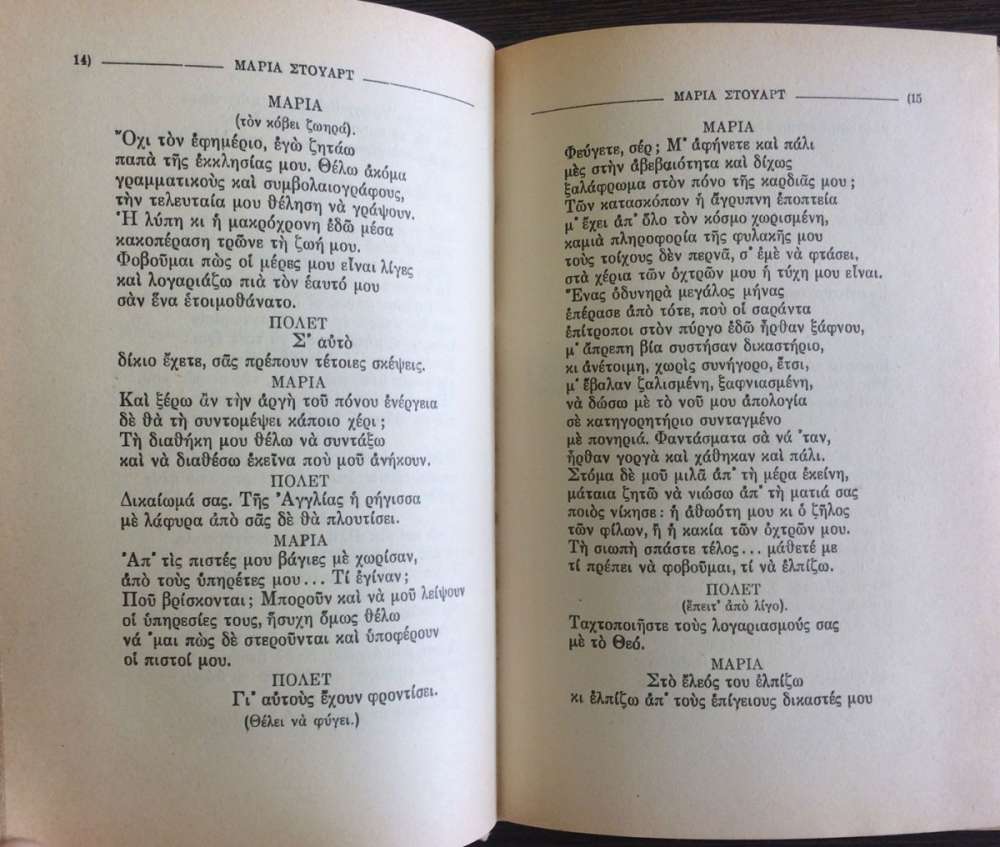 14)
ΜΑΡΙΑ ΣΤΟΥΑΡΤ
ΜΑΡΙΑ
(τὸν κόβει ζωηρά).
Ὄχι τὸν ἐφημέριο, ἐγὼ ζητάω
παπὰ τῆς ἐκκλησίας μου. Θέλω ἀκόμα
γραμματικοὺς καὶ συμβολαιογράφους,
τὴν τελευταία μου θέληση νὰ γράψουν.
Ἡ λύπη κι ἡ μακρόχρονη ἐδῶ μέσα
κακοπέραση τρῶνε τὴ ζωή μου.
Φοβοῦμαι πὼς οἱ μέρες μου εἶναι λίγες
καὶ λογαριάζω πιὰ τὸν ἑαυτό μου
σὰν ἕνα ἑτοιμοθάνατο.
ΠΟΛΕΤ
Σ' αὐτὸ
δίκιο ἔχετε, σᾶς πρέπουν τέτοιες σκέψεις.
ΜΑΡΙΑ
Καὶ ξέρω ἂν τὴν ἀργὴ τοῦ πόνου ἐνέργεια
δὲ θὰ τὴ συντομέψει κάποιο χέρι;
Τὴ διαθήκη μου θέλω νὰ συντάξω
καὶ νὰ διαθέσω ἐκεῖνα ποὺ μοῦ ἀνήκουν.
ΠΟΛΕΤ
Δικαίωμά σας. Τῆς Ἀγγλίας ἡ ρήγισσα
μὲ λάφυρα ἀπὸ σᾶς δὲ θὰ πλουτίσει.
ΜΑΡΙΑ
Ἀπ' τὶς πιστές μου βάγιες μὲ χωρίσαν,
ἀπὸ τοὺς ὑπηρέτες μου... Τί ἐγίναν;
Ποῦ βρίσκονται; Μποροῦν καὶ νὰ μοῦ λείψουν
οἱ ὑπηρεσίες τους, ἥσυχη ὅμως θέλω
νά 'μαι πὼς δὲ στεροῦνται καὶ ὑποφέρουν
οἱ πιστοί μου.
ΠΟΛΕΤ
Γι' αὐτοὺς ἔχουν φροντίσει.
(Θέλει νὰ φύγει.)
ΜΑΡΙΑ ΣΤΟΥΑΡΤ
(15
ΜΑΡΙΑ
Φεύγετε, σέρ; Μ' ἀφήνετε καὶ πάλι
μὲς στὴν ἀβεβαιότητα καὶ δίχως
ξαλάφρωμα στὸν πόνο τῆς καρδιᾶς μου;
Τῶν κατασκόπων ἡ ἄγρυπνη ἐποπτεία
μ' ἔχει ἀπ' ὅλο τὸν κόσμο χωρισμένη,
καμιὰ πληροφορία τῆς φυλακῆς μου
τοὺς τοίχους δὲν περνᾶ, σ' ἐμὲ νὰ φτάσει,
στὰ χέρια τῶν ὀχτρῶν μου ἡ τύχη μου εἶναι.
Ἕνας ὀδυνηρὰ μεγάλος μήνας
ἐπέρασε ἀπὸ τότε, ποὺ οἱ σαράντα
ἐπίτροποι στὸν πύργο ἐδῶ ἦρθαν ξάφνου,
μ' ἄπρεπη βία συστήσαν δικαστήριο,
κι ἀνέτοιμη, χωρὶς συνήγορο, ἔτσι,
μ' ἔβαλαν ζαλισμένη, ξαφνιασμένη,
νὰ δώσω μὲ τὸ νοῦ μου ἀπολογία
σὲ κατηγορητήριο συνταγμένο
μὲ πονηριά. Φαντάσματα σὰ νά 'ταν,
ἦρθαν γοργὰ καὶ χάθηκαν καὶ πάλι.
Στόμα δὲ μοῦ μιλᾶ ἀπ' τὴ μέρα ἐκείνη,
μάταια ζητῶ νὰ νιώσω ἀπ' τὴ ματιά σας
ποιὸς νίκησε: ἡ ἀθωότη μου κι ὁ ζῆλος
τῶν φίλων, ἢ ἡ κακία τῶν ὀχτρῶν μου.
Τὴ σιωπὴ σπάστε τέλος... μάθετέ με
τί πρέπει νὰ φοβοῦμαι, τί νὰ ἐλπίζω.
ΠΟΛΕΤ
(ἔπειτ' ἀπὸ λίγο).
Ταχτοποιῆστε τοὺς λογαριασμούς σας
μὲ τὸ Θεό.
ΜΑΡΙΑ
Στὸ ἔλεός του ἐλπίζω
κι ἐλπίζω ἀπ' τοὺς ἐπίγειους δικαστές μου